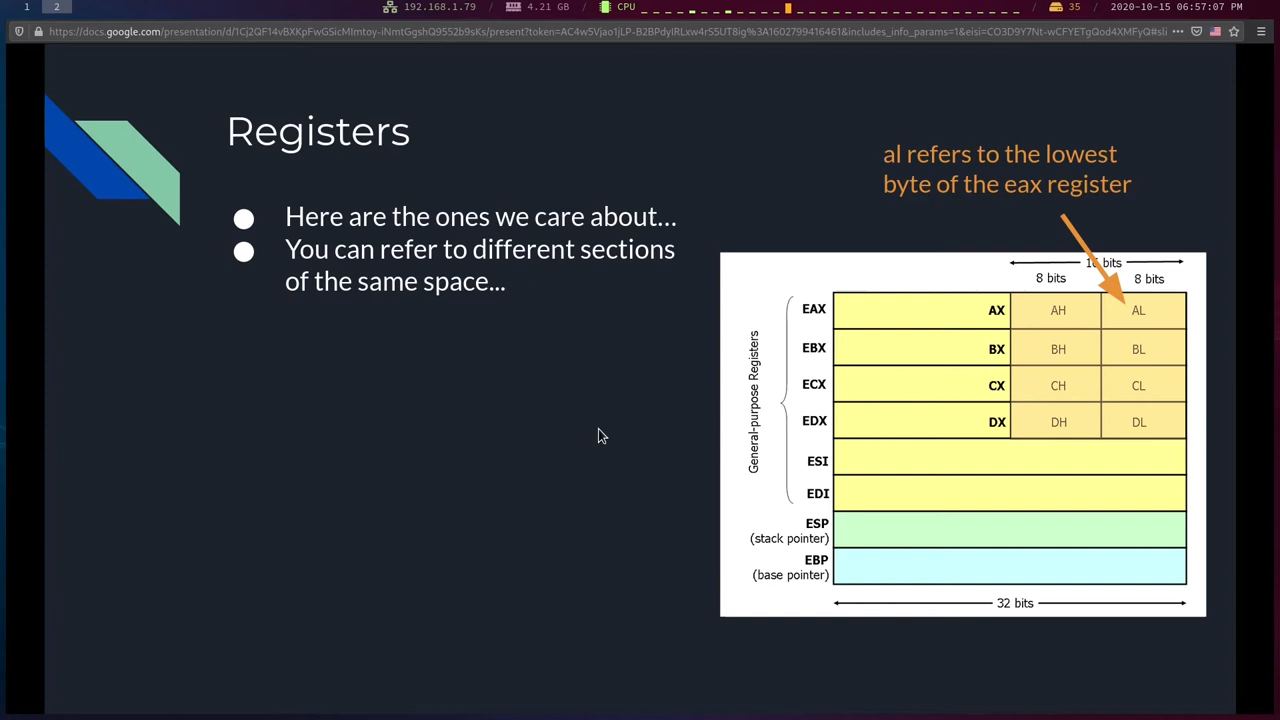 1 2 192.168.1.79 / 4.21 GB / CPU / 35 / 2020-10-15 06:57:07 PM
Registers
● Here are the ones we care about...
● You can refer to different sections
of the same space...
al refers to the lowest
byte of the eax register
bits
8 bits 8 bits
General-purpose Registers
EAX AX AH AL
EBX BX BH BL
ECX CX CH CL
EDX DX DH DL
ESI
EDI
ESP
(stack pointer)
EBP
(base pointer)
32 bits